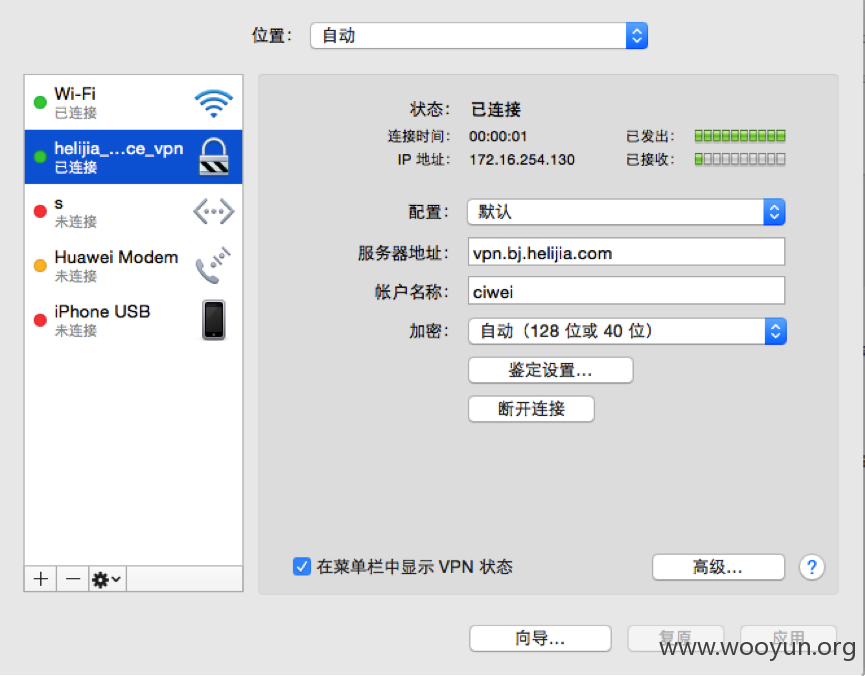 位置： 自动
Wi-Fi
已连接
helijia_...ce_vpn
已连接
s
未连接
Huawei Modem
未连接
iPhone USB
未连接
状态： 已连接
连接时间： 00:00:01 已发出：
IP 地址： 172.16.254.130 已接收：
配置： 默认
服务器地址： vpn.bj.helijia.com
帐户名称： ciwei
加密： 自动（128 位或 40 位）
鉴定设置...
断开连接
在菜单栏中显示 VPN 状态 高级... ?
向导... 复原 应用
www.wooyun.org